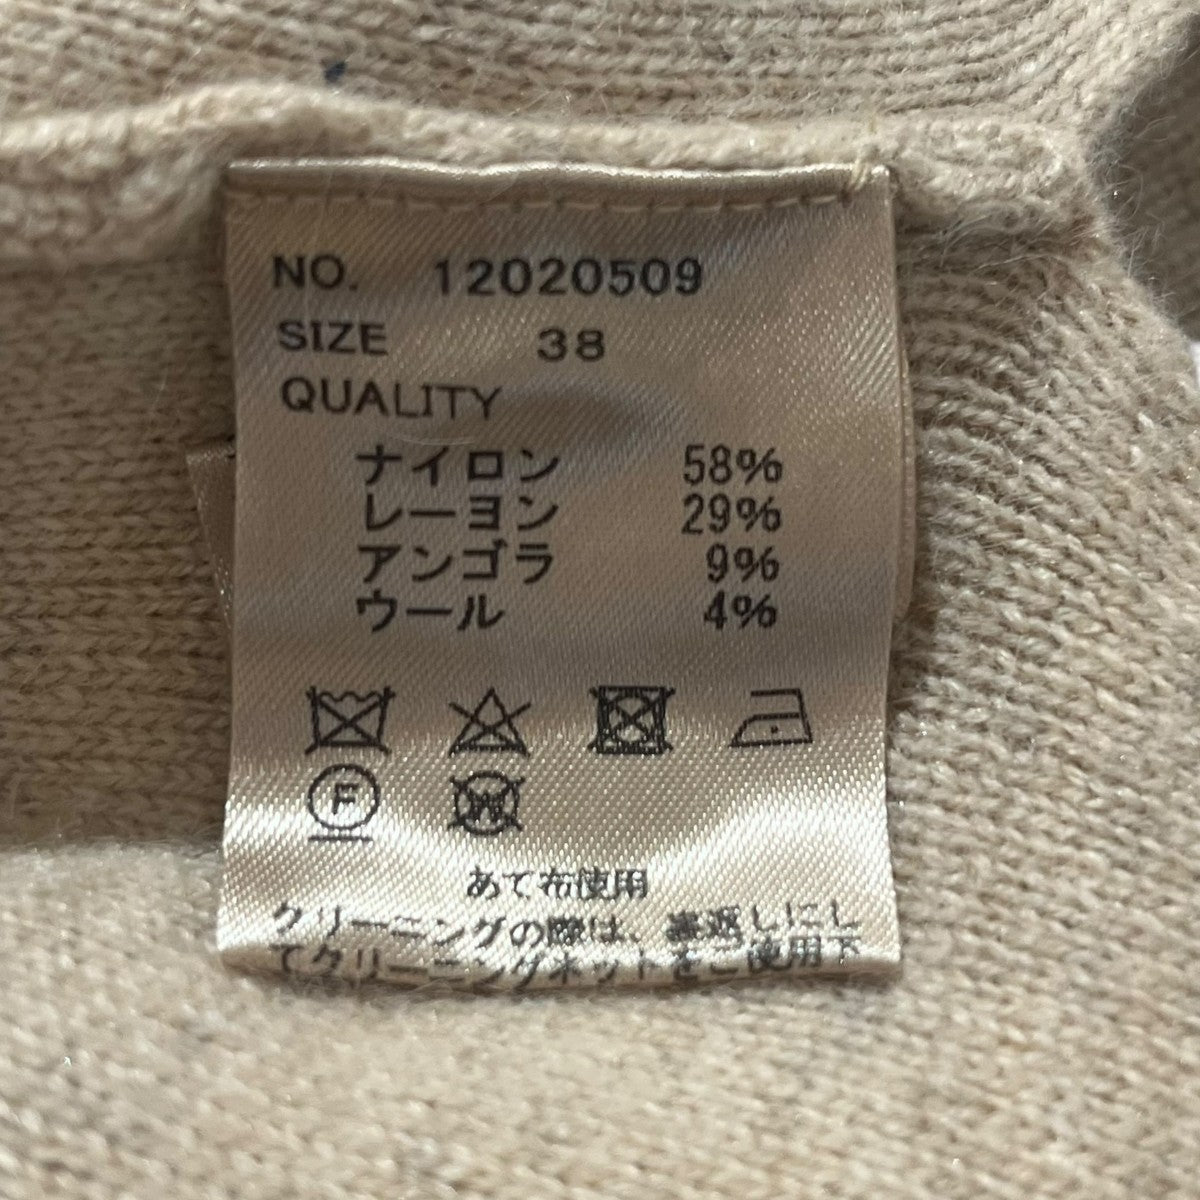 NO. 12020509
SIZE 38
QUALITY
ナイロン 58%
レーヨン 29%
アンゴラ 9%
ウール 4%
F W
あて布使用
クリーニングの際は、裏返しにし
てクリーニングネットをご使用下